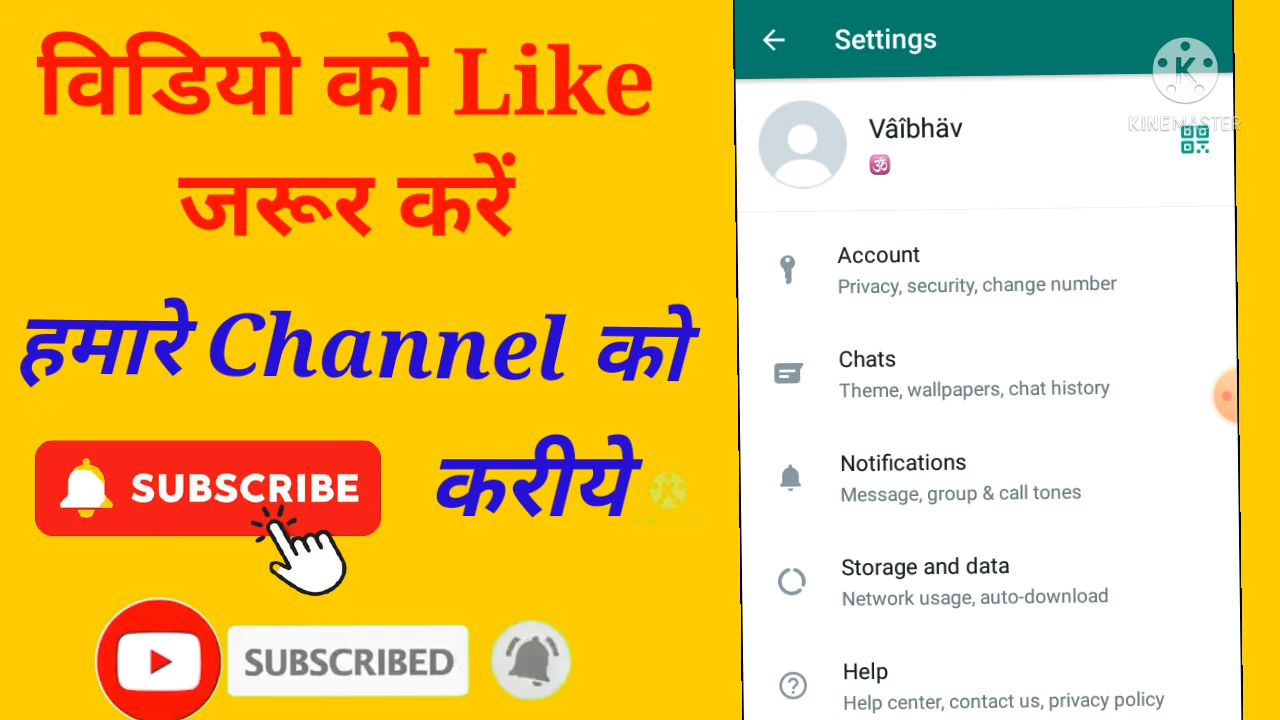 विडियो को Like
जरूर करें
हमारे Channel को
SUBSCRIBE करीये
SUBSCRIBED
Settings
KINEMASTER
Vâîbhäv
🕉
Account
Privacy, security, change number
Chats
Theme, wallpapers, chat history
Notifications
Message, group & call tones
Storage and data
Network usage, auto-download
Help
Help center, contact us, privacy policy